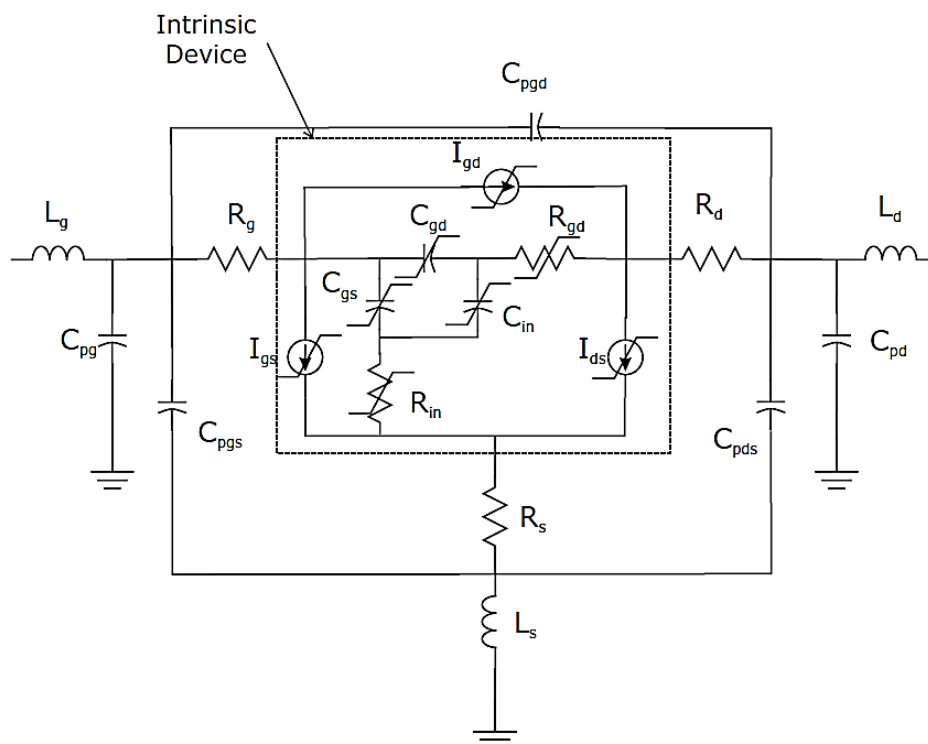 Intrinsic
Device
C_pgd
I_gd
L_g
R_g
C_gd
R_gd
R_d
L_d
C_gs
C_in
C_pg
I_gs
I_ds
C_pd
R_in
C_pgs
C_pds
R_s
L_s